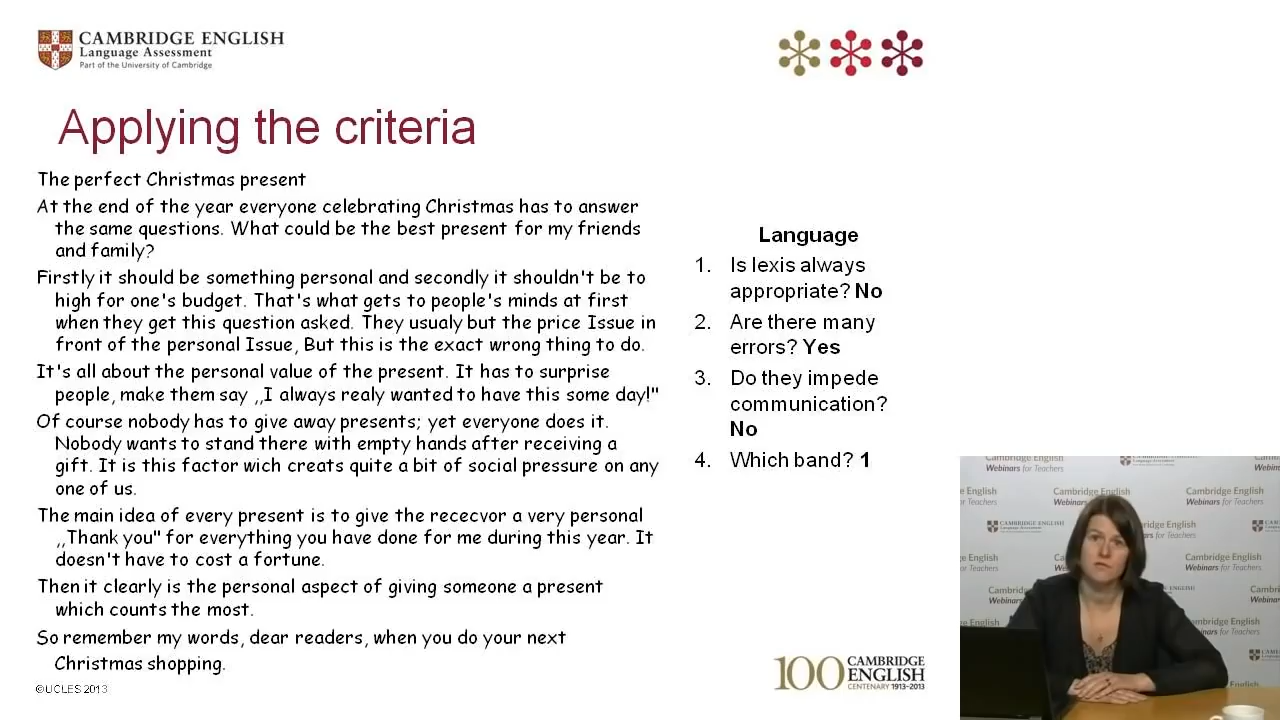 CAMBRIDGE ENGLISH
Language Assessment
Part of the University of Cambridge
Applying the criteria
The perfect Christmas present
At the end of the year everyone celebrating Christmas has to answer
the same questions. What could be the best present for my friends
and family?
Firstly it should be something personal and secondly it shouldn't be to
high for one's budget. That's what gets to people's minds at first
when they get this question asked. They usualy but the price Issue in
front of the personal Issue, But this is the exact wrong thing to do.
It's all about the personal value of the present. It has to surprise
people, make them say ,,I always realy wanted to have this some day!"
Of course nobody has to give away presents; yet everyone does it.
Nobody wants to stand there with empty hands after receiving a
gift. It is this factor wich creats quite a bit of social pressure on any
one of us.
The main idea of every present is to give the rececvor a very personal
,,Thank you" for everything you have done for me during this year. It
doesn't have to cost a fortune.
Then it clearly is the personal aspect of giving someone a present
which counts the most.
So remember my words, dear readers, when you do your next
Christmas shopping.
©UCLES 2013
Language
1. Is lexis always
appropriate? No
2. Are there many
errors? Yes
3. Do they impede
communication?
No
4. Which band? 1
100 CAMBRIDGE
ENGLISH
CENTENARY 1913-2013
Cambridge English
Webinars for Teachers
CAMBRIDGE ENGLISH